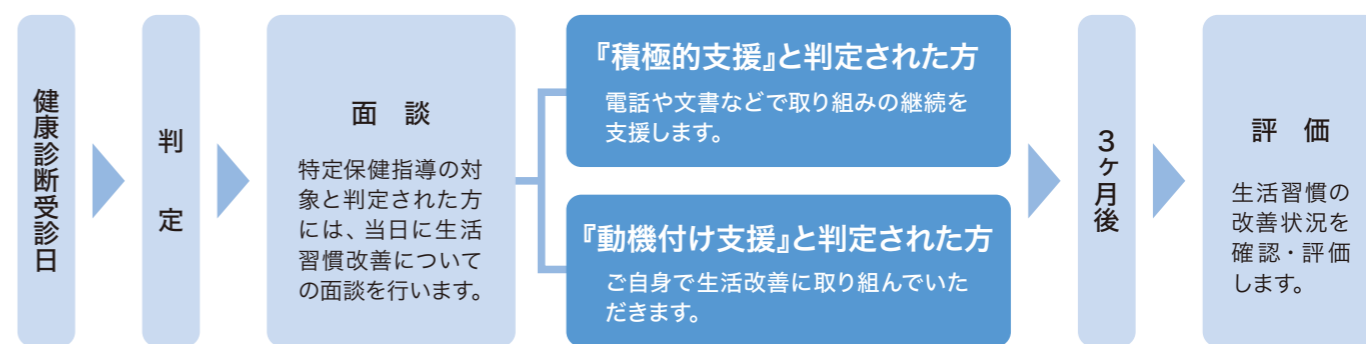 健康診断受診日
判定
面談
特定保健指導の対
象と判定された方
には、当日に生活
習慣改善について
の面談を行います。
『積極的支援』と判定された方
電話や文書などで取り組みの継続を
支援します。
『動機付け支援』と判定された方
ご自身で生活改善に取り組んでいた
だきます。
3ヶ月後
評価
生活習慣の
改善状況を
確認・評価
します。